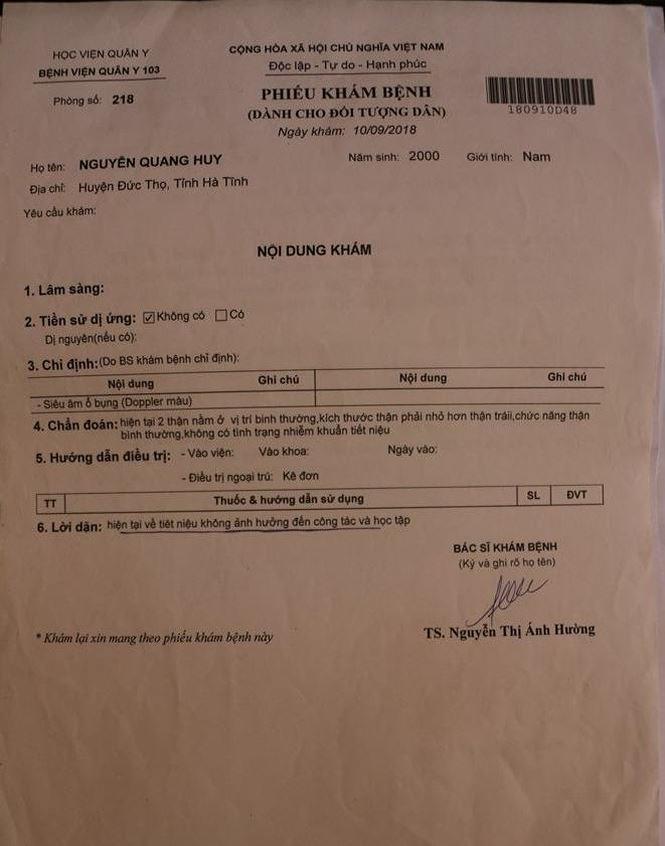 HỌC VIỆN QUÂN Y
BỆNH VIỆN QUÂN Y 103
Phòng số: 218
CỘNG HÒA XÃ HỘI CHỦ NGHĨA VIỆT NAM
Độc lập - Tự do - Hạnh phúc
PHIẾU KHÁM BỆNH
(DÀNH CHO ĐỐI TƯỢNG DÂN)
Ngày khám: 10/09/2018
180910D48
Họ tên: NGUYỄN QUANG HUY Năm sinh: 2000 Giới tính: Nam
Địa chỉ: Huyện Đức Thọ, Tỉnh Hà Tĩnh
Yêu cầu khám:
NỘI DUNG KHÁM
1. Lâm sàng:
2. Tiền sử dị ứng: ☑ Không có ☐ Có
Dị nguyên(nếu có):
3. Chỉ định:(Do BS khám bệnh chỉ định):
Nội dung Ghi chú Nội dung Ghi chú
- Siêu âm ổ bụng (Doppler màu)
4. Chẩn đoán: hiện tại 2 thận nằm ở vị trí bình thường,kích thước thận phải nhỏ hơn thận tráii,chức năng thận
bình thường,không có tình trạng nhiễm khuẩn tiết niệu
5. Hướng dẫn điều trị: - Vào viện: Vào khoa: Ngày vào:
- Điều trị ngoại trú: Kê đơn
TT Thuốc & hướng dẫn sử dụng SL ĐVT
6. Lời dặn: hiện tại về tiêt niệu không ảnh hưởng đến công tác và học tập
BÁC SĨ KHÁM BỆNH
(Ký và ghi rõ họ tên)
TS. Nguyễn Thị Ánh Hường
* Khám lại xin mang theo phiếu khám bệnh này